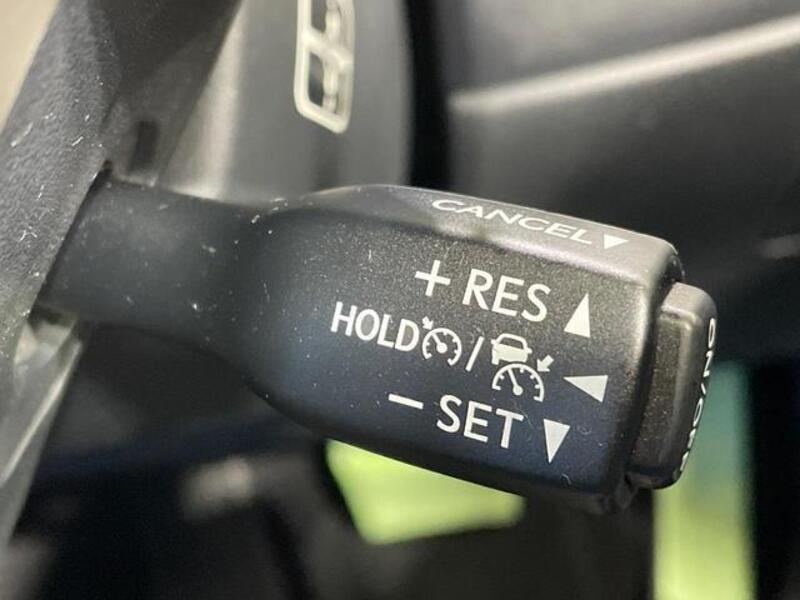 CANCEL
+ RES
HOLD /
− SET
ON/OFF